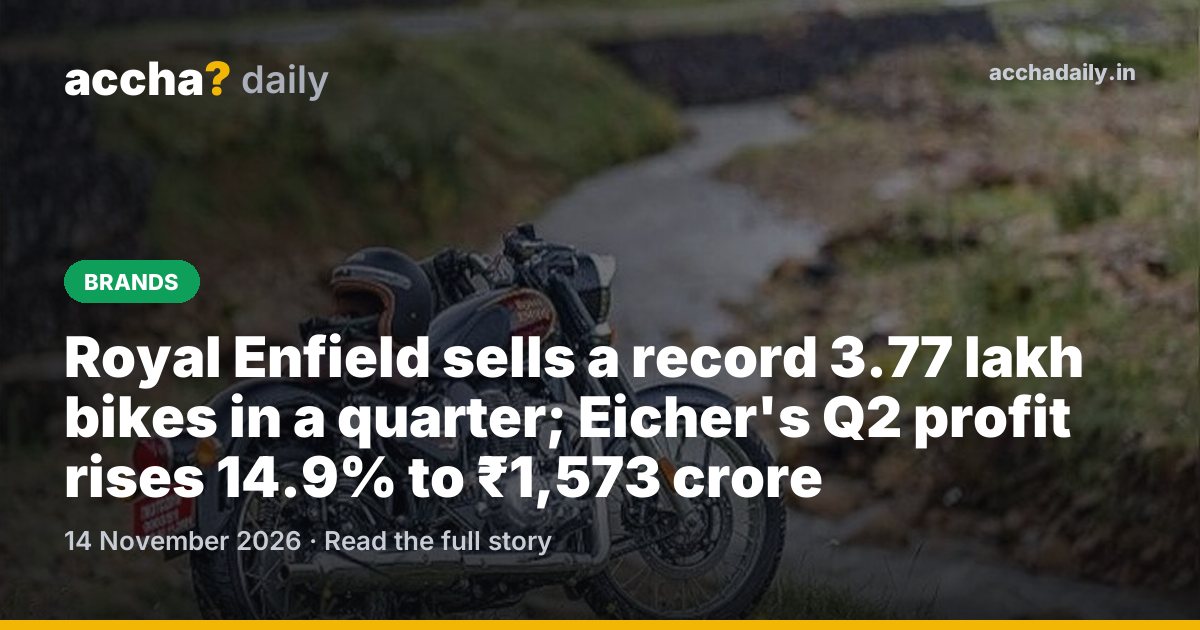 accha? daily
acchadaily.in
BRANDS
Royal Enfield sells a record 3.77 lakh
bikes in a quarter; Eicher's Q2 profit
rises 14.9% to ₹1,573 crore
14 November 2026 · Read the full story